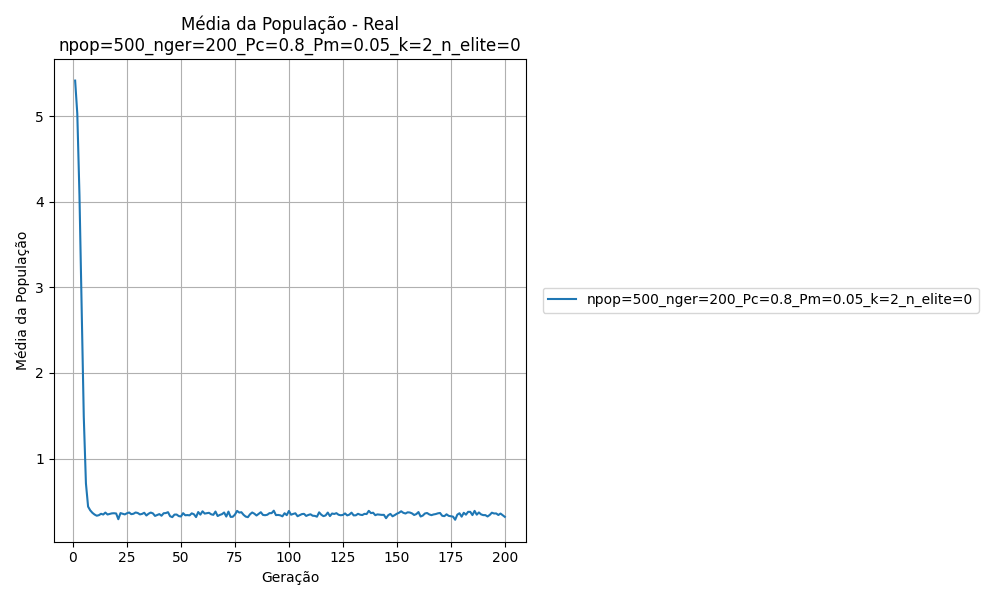 Média da População - Real
npop=500_nger=200_Pc=0.8_Pm=0.05_k=2_n_elite=0
Média da População
5
4
3
2
1
0 25 50 75 100 125 150 175 200
Geração
npop=500_nger=200_Pc=0.8_Pm=0.05_k=2_n_elite=0